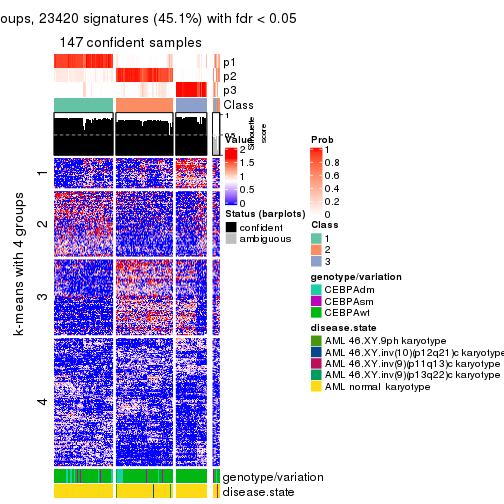 oups, 23420 signatures (45.1%) with fdr < 0.05
147 confident samples
p1
p2
p3
Class
1
0.5
0
Silhouette
score
k-means with 4 groups
1
2
3
4
Value
2
1.5
1
0.5
0
Status (barplots)
confident
ambiguous
Prob
1
0.8
0.6
0.4
0.2
0
Class
1
2
3
genotype/variation
CEBPAdm
CEBPAsm
CEBPAwt
disease.state
AML 46.XY.9ph karyotype
AML 46.XY.inv(10)(p12q21)c karyotype
AML 46.XY.inv(9)(p11q13)c karyotype
AML 46.XY.inv(9)(p13q22)c karyotype
AML normal karyotype
genotype/variation
disease.state